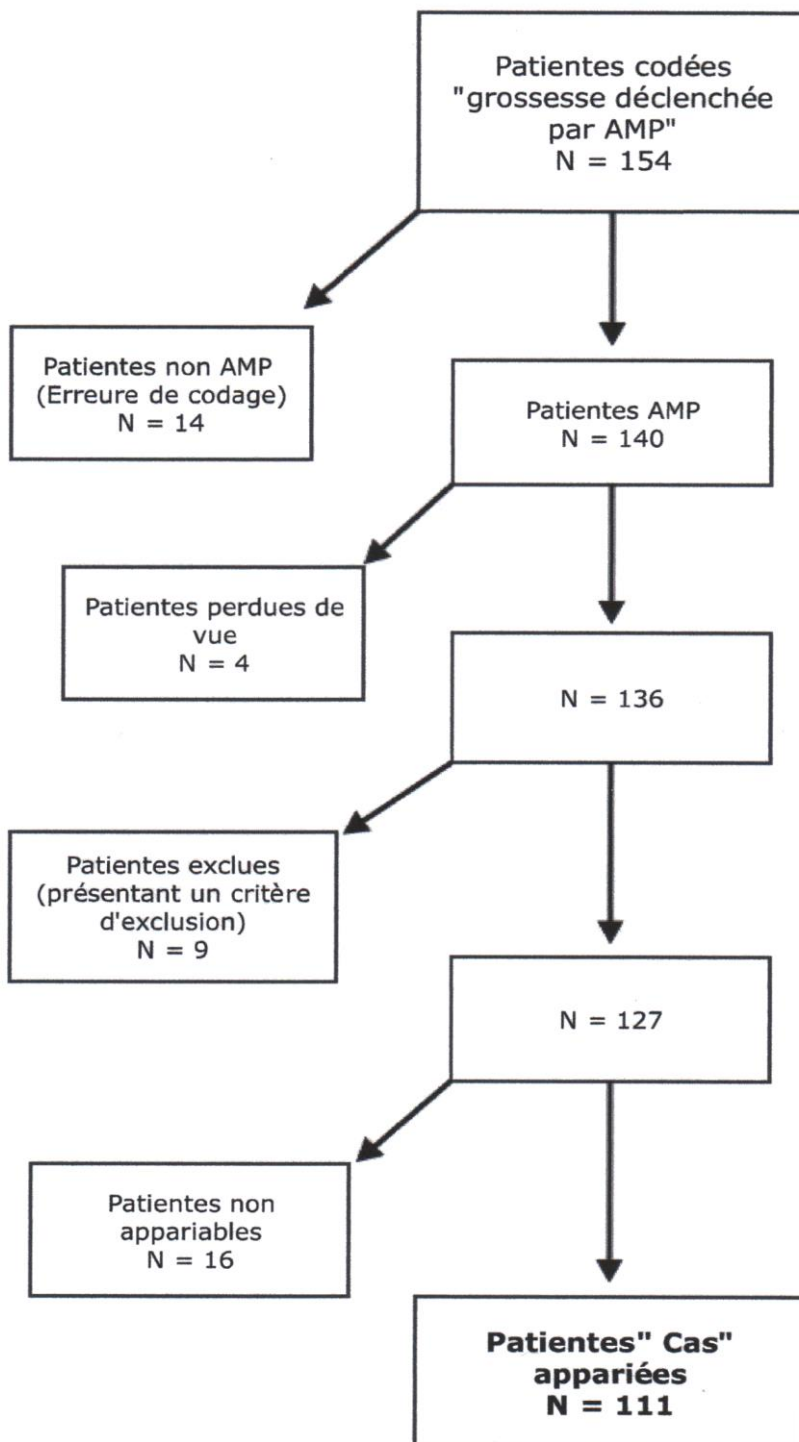 Patientes codées
"grossesse déclenchée
par AMP"
N = 154
Patientes non AMP
(Erreure de codage)
N = 14
Patientes AMP
N = 140
Patientes perdues de
vue
N = 4
N = 136
Patientes exclues
(présentant un critère
d'exclusion)
N = 9
N = 127
Patientes non
appariables
N = 16
Patientes" Cas"
appariées
N = 111